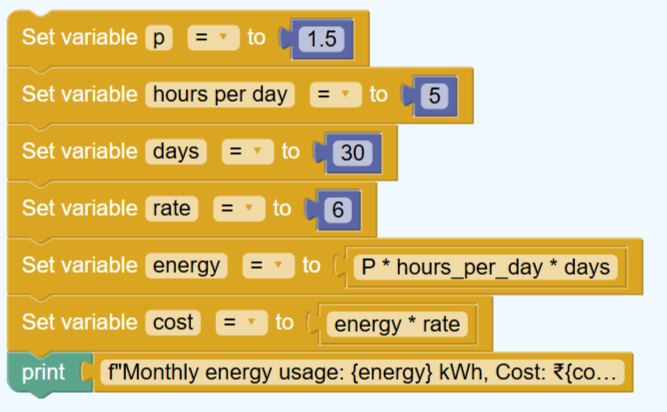 Set variable p = to 1.5
Set variable hours per day = to 5
Set variable days = to 30
Set variable rate = to 6
Set variable energy = to P * hours_per_day * days
Set variable cost = to energy * rate
print f"Monthly energy usage: {energy} kWh, Cost: ₹{co...